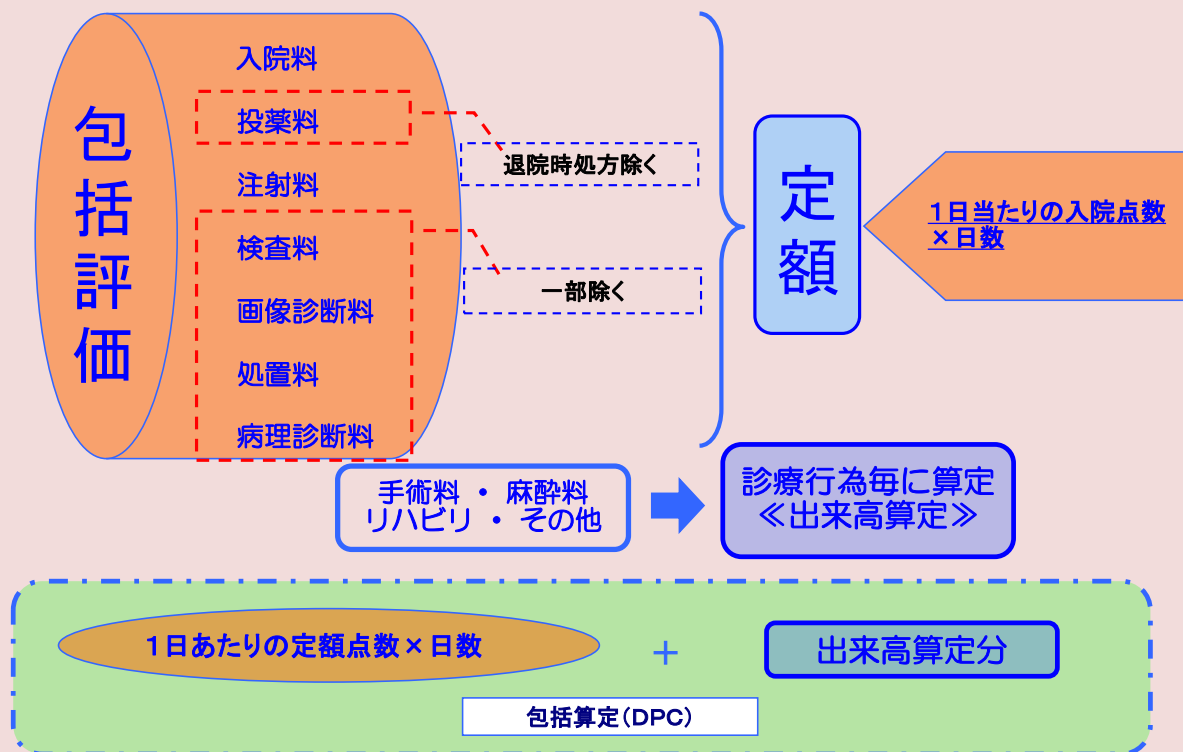 包括評価
入院料
投薬料
注射料
検査料
画像診断料
処置料
病理診断料
退院時処方除く
一部除く
定額
1日当たりの入院点数
×日数
手術料 ・ 麻酔料
リハビリ ・ その他
診療行為毎に算定
≪出来高算定≫
1日あたりの定額点数×日数
+
出来高算定分
包括算定(DPC)